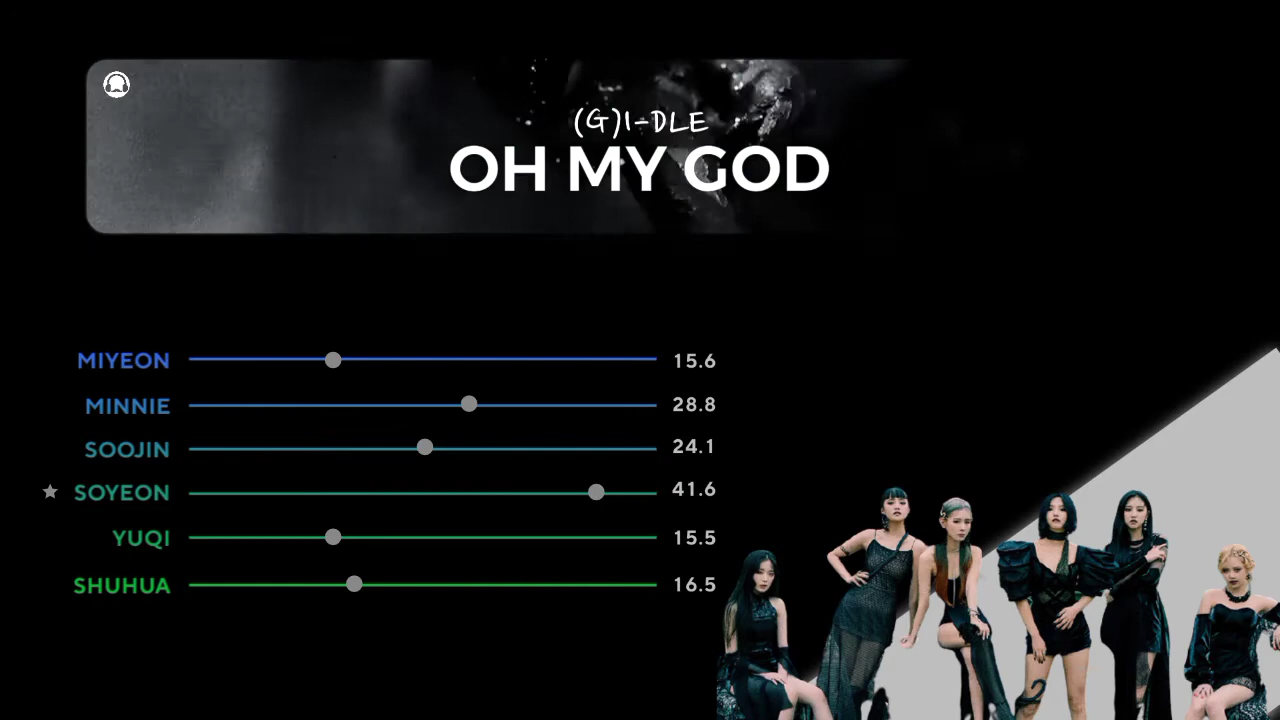 (G)I-DLE
OH MY GOD
MIYEON 15.6
MINNIE 28.8
SOOJIN 24.1
SOYEON 41.6
YUQI 15.5
SHUHUA 16.5